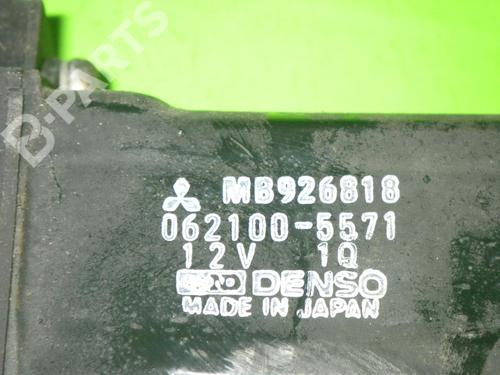 B-PARTS
MB926818
062100-5571
12V 1Q
DENSO
MADE IN JAPAN